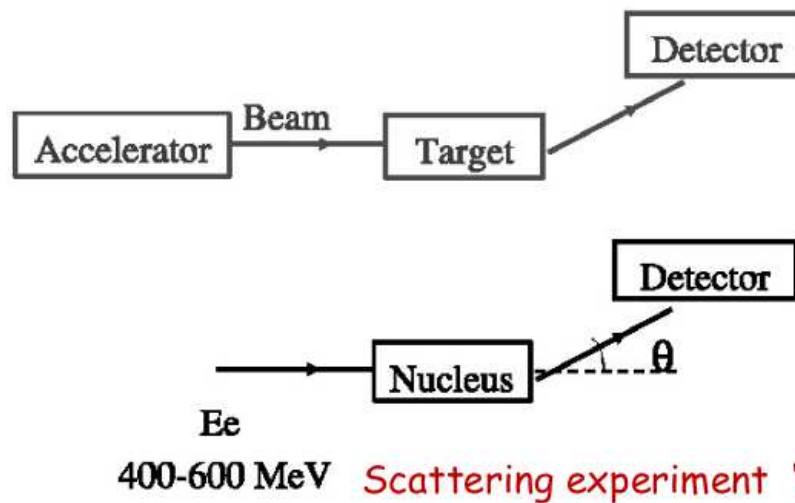 Detector
Beam
Accelerator
Target
Detector
Nucleus
θ
Ee
400-600 MeV Scattering experiment